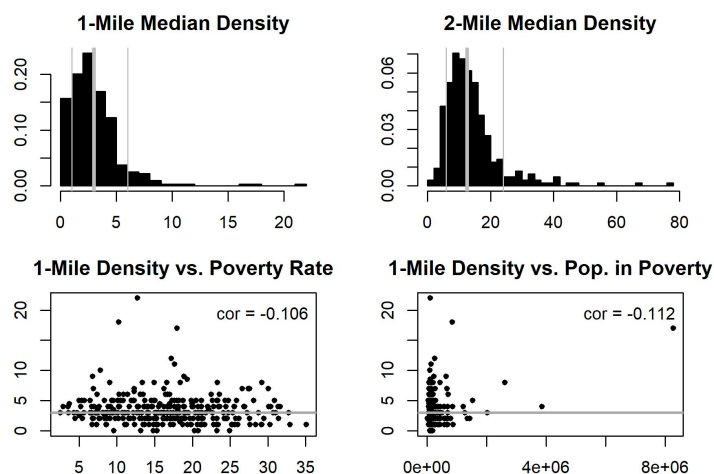 1-Mile Median Density
2-Mile Median Density
0.00 0.10 0.20
0.00 0.03 0.06
0 5 10 15 20
0 20 40 60 80
1-Mile Density vs. Poverty Rate
1-Mile Density vs. Pop. in Poverty
cor = -0.106
cor = -0.112
0 5 10 20
0 5 10 20
5 10 15 20 25 30 35
0e+00 4e+06 8e+06